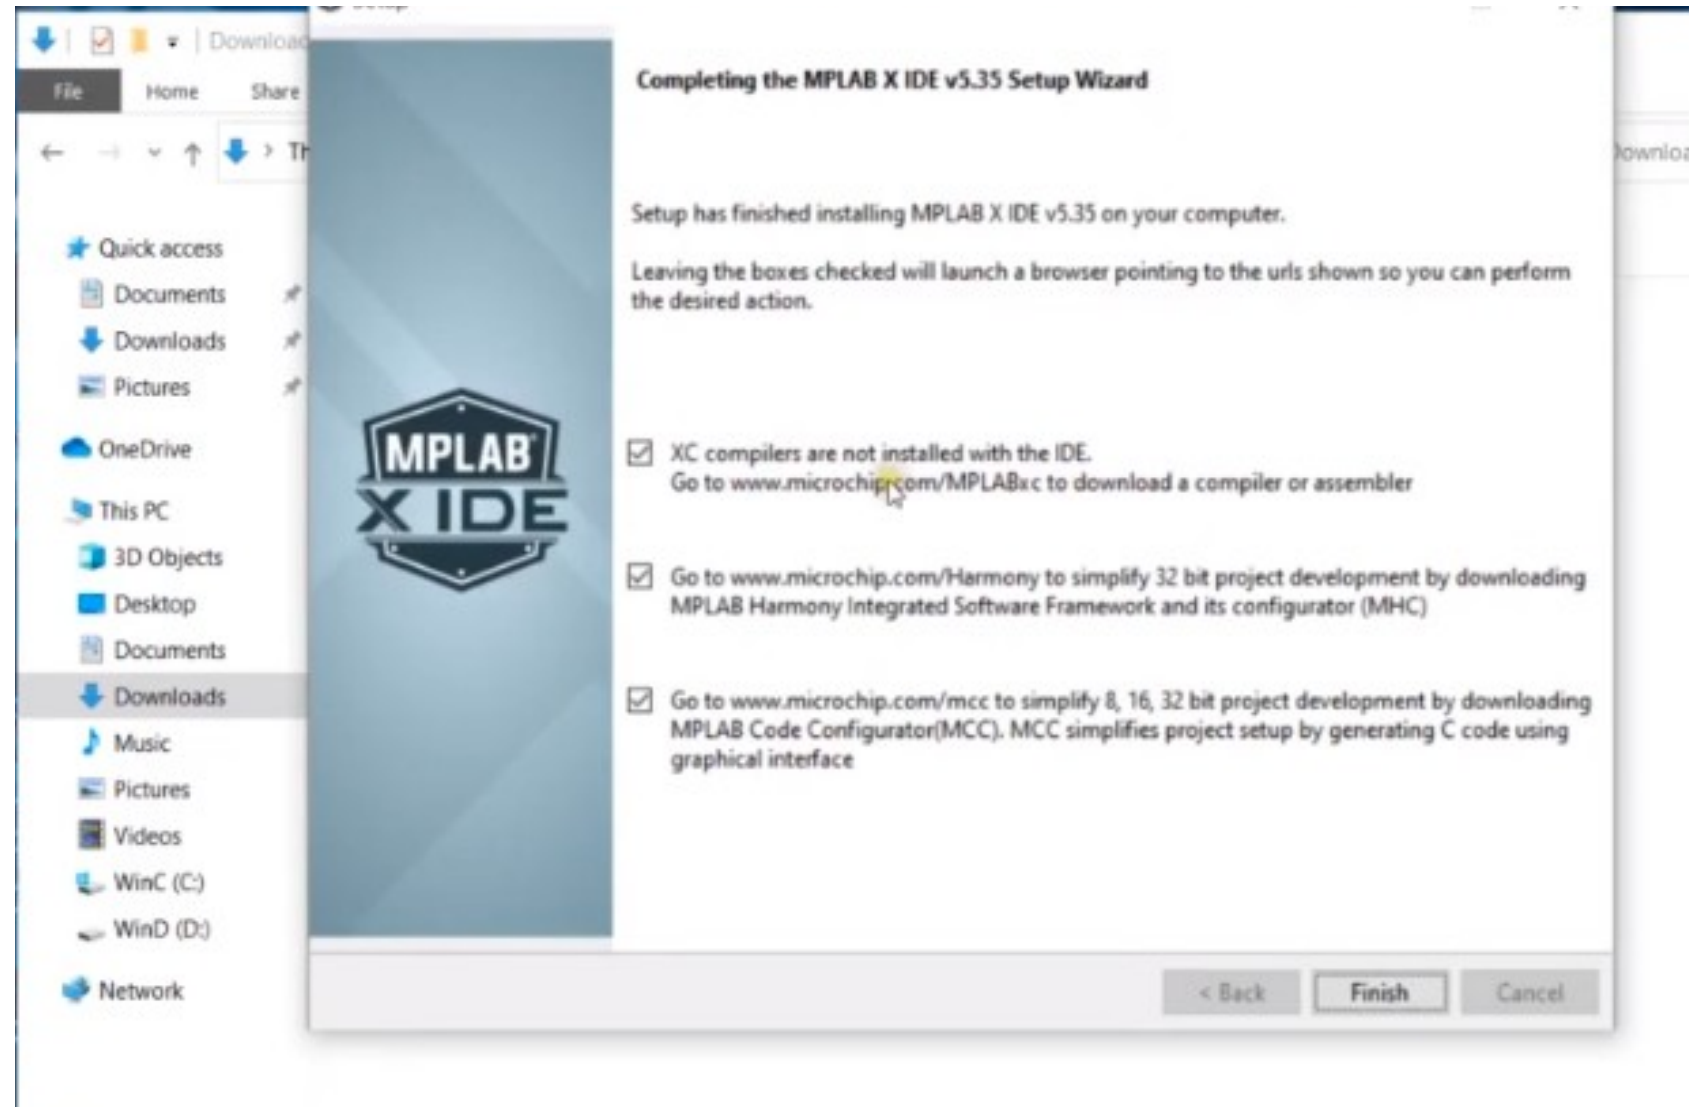 Setup
Downloa
File Home Share
Th
ownloa
Quick access
Documents
Downloads
Pictures
OneDrive
This PC
3D Objects
Desktop
Documents
Downloads
Music
Pictures
Videos
WinC (C:)
WinD (D:)
Network
MPLAB
X IDE
Completing the MPLAB X IDE v5.35 Setup Wizard
Setup has finished installing MPLAB X IDE v5.35 on your computer.
Leaving the boxes checked will launch a browser pointing to the urls shown so you can perform
the desired action.
XC compilers are not installed with the IDE.
Go to www.microchip.com/MPLABxc to download a compiler or assembler
Go to www.microchip.com/Harmony to simplify 32 bit project development by downloading
MPLAB Harmony Integrated Software Framework and its configurator (MHC)
Go to www.microchip.com/mcc to simplify 8, 16, 32 bit project development by downloading
MPLAB Code Configurator(MCC). MCC simplifies project setup by generating C code using
graphical interface
< Back Finish Cancel